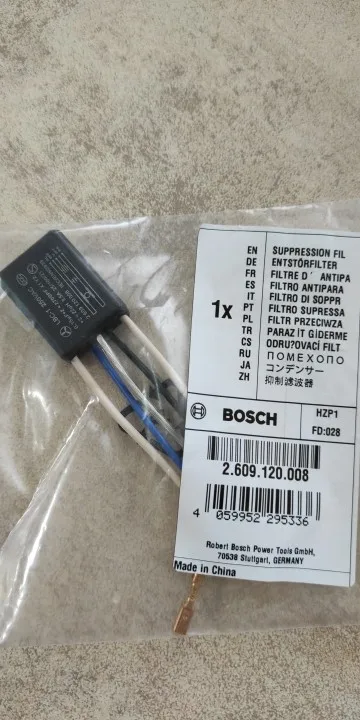 EN SUPPRESSION FIL
DE ENTSTÖRFILTER
FR FILTRE D' ANTIPA
ES FILTRO ANTIPARA
IT FILTRO DI SOPPR
PT FILTRO SUPRESSA
PL FILTR PRZECIWZA
TR PARAZİT GİDERME
CS ODRUŽOVACÍ FILT
RU ПОМЕХОПО
JA コンデンサー
ZH 抑制滤波器
1x
BOSCH
HZP1
FD:028
2.609.120.008
4 059952 295336
Robert Bosch Power Tools GmbH,
70538 Stuttgart, GERMANY
Made in China